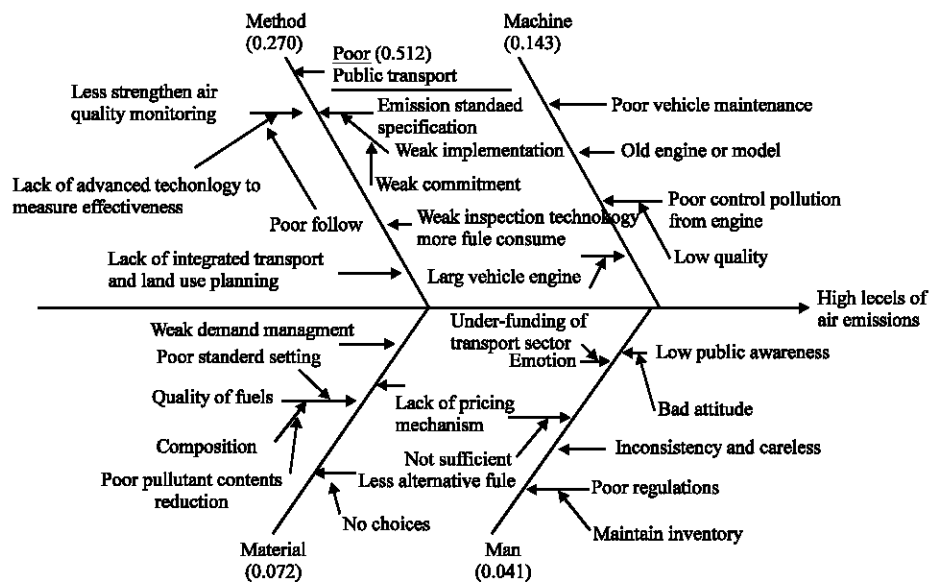 Method
(0.270)
Machine
(0.143)
Poor (0.512)
Public transport
Less strengthen air
quality monitoring
Emission standaed
specification
Weak implementation
Weak commitment
Lack of advanced techonlogy to
measure effectiveness
Poor follow
Weak inspection technology
more fule consume
Lack of integrated transport
and land use planning
Poor vehicle maintenance
Old engine or model
Poor control pollution
from engine
Low quality
Larg vehicle engine
High lecels of
air emissions
Weak demand managment
Poor standerd setting
Quality of fuels
Composition
Poor pullutant contents
reduction
Lack of pricing
mechanism
Less alternative fule
No choices
Under-funding of
transport sector
Emotion
Low public awareness
Bad attitude
Not sufficient
Inconsistency and careless
Poor regulations
Maintain inventory
Material
(0.072)
Man
(0.041)